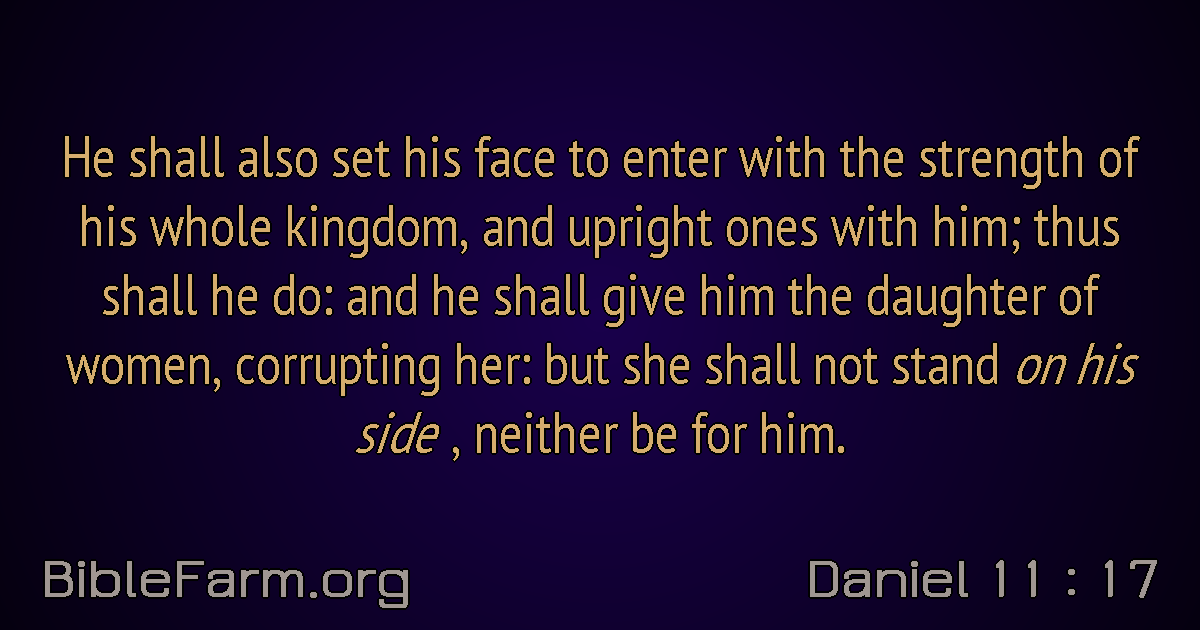 He shall also set his face to enter with the strength of
his whole kingdom, and upright ones with him; thus
shall he do: and he shall give him the daughter of
women, corrupting her: but she shall not stand on his
side , neither be for him.
BibleFarm.org
Daniel 11 : 17